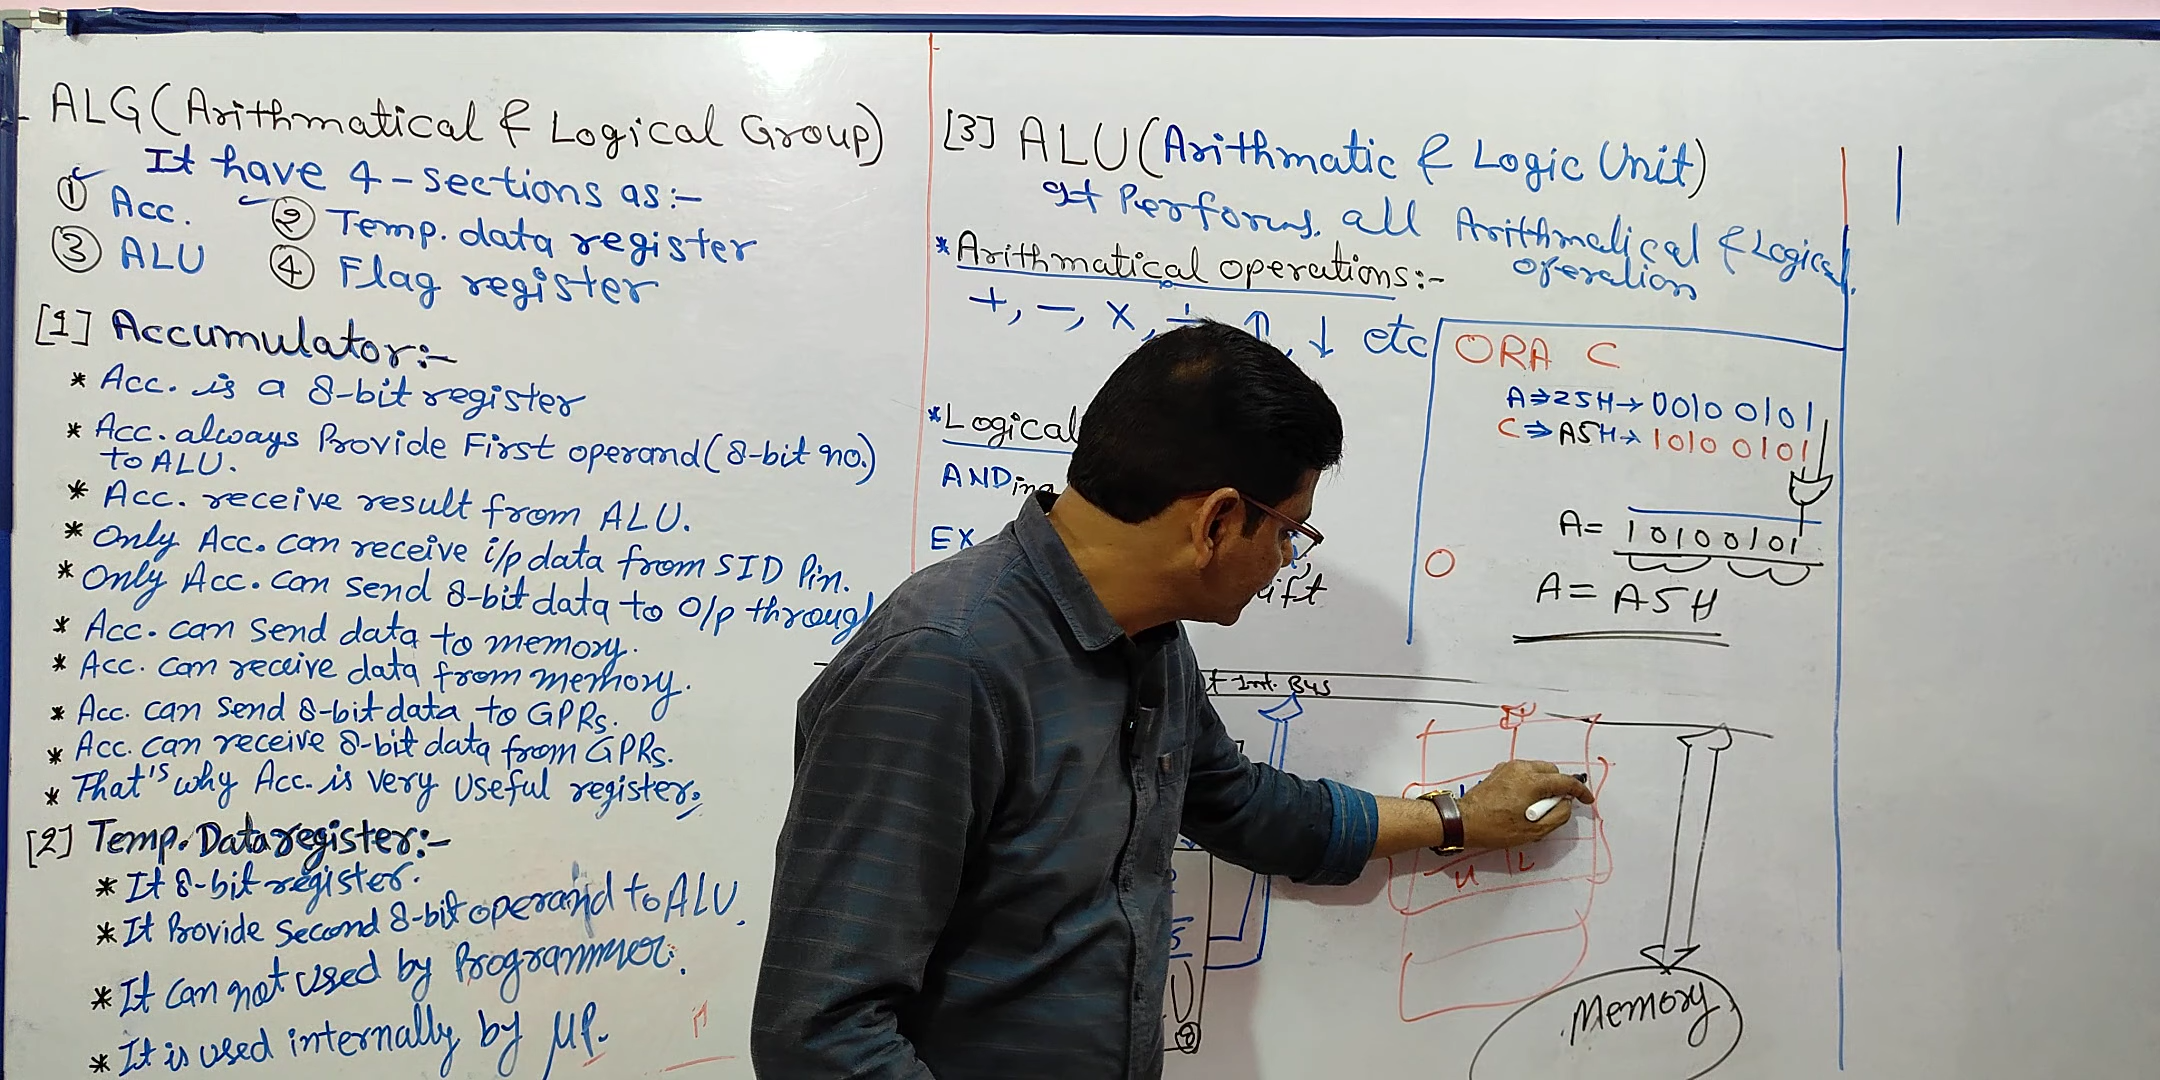 ALG (Arithmatical & Logical Group)
It have 4-sections as:-
① Acc. ② Temp. data register
③ ALU ④ Flag register
[1] Accumulator:-
* Acc. is a 8-bit register
* Acc. always Provide First operand (8-bit no.)
to ALU.
* Acc. receive result from ALU.
* Only Acc. can receive i/p data from SID Pin.
* Only Acc. can send 8-bit data to O/p through
* Acc. can send data to memory.
* Acc. can receive data from memory.
* Acc. can send 8-bit data to GPRs.
* Acc. can receive 8-bit data from GPRs.
* That's why Acc. is very useful register.
[2] Temp. Data register:-
* It 8-bit register.
* It Provide Second 8-bit operand to ALU.
* It can not used by Programmer.
* It is used internally by μP.
[3] ALU (Arithmatic & Logic Unit)
It Performs all Arithmatical & Logical
operation
* Arithmatical operations:-
+, −, ×, ÷, ↑, ↓ etc
* Logical
ANDing
EX
ift
ORA C
A⇒25H→00100101
C⇒A5H→10100101
A= 10100101
A= A5H
O
Int. Bus
H L
Memory
8